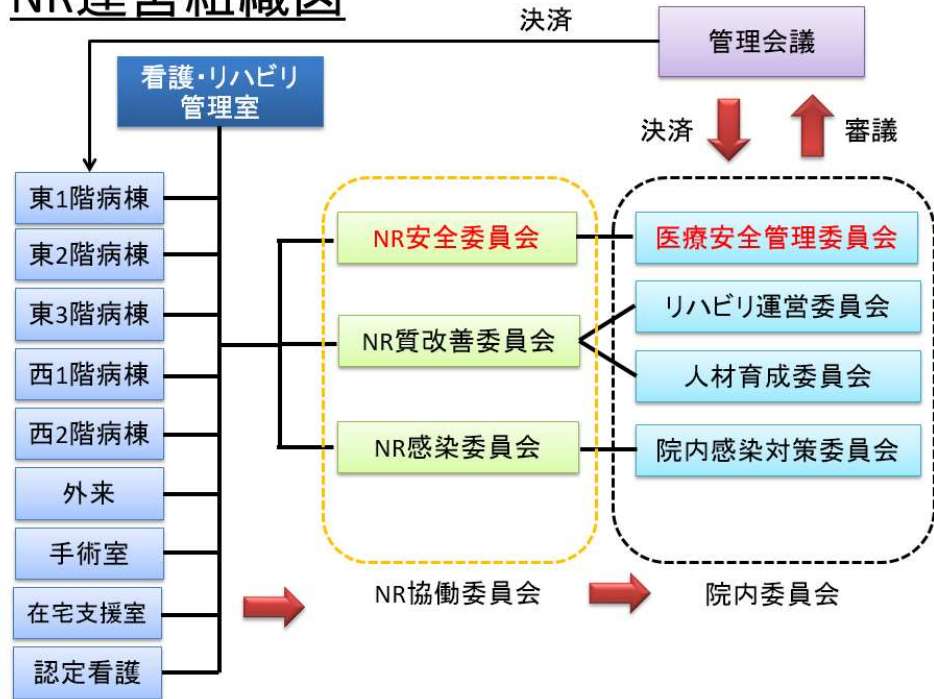 NR運営組織図
決済
管理会議
看護・リハビリ
管理室
決済
審議
東1階病棟
東2階病棟
東3階病棟
西1階病棟
西2階病棟
外来
手術室
在宅支援室
認定看護
NR安全委員会
NR質改善委員会
NR感染委員会
医療安全管理委員会
リハビリ運営委員会
人材育成委員会
院内感染対策委員会
NR協働委員会
院内委員会